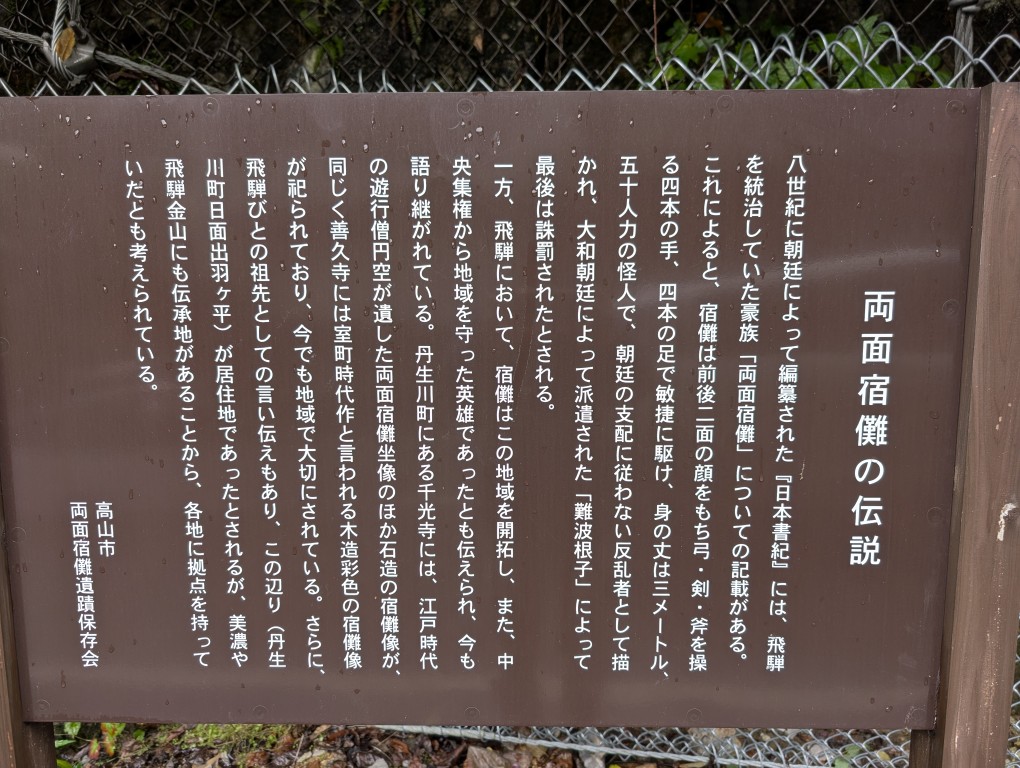 両面宿儺の伝説
八世紀に朝廷によって編纂された『日本書紀』には、飛騨
を統治していた豪族「両面宿儺」についての記載がある。
これによると、宿儺は前後二面の顔をもち弓・剣・斧を操
る四本の手、四本の足で敏捷に駆け、身の丈は三メートル、
五十人力の怪人で、朝廷の支配に従わない反乱者として描
かれ、大和朝廷によって派遣された「難波根子」によって
最後は誅罰されたとされる。
一方、飛騨において、宿儺はこの地域を開拓し、また、中
央集権から地域を守った英雄であったとも伝えられ、今も
語り継がれている。丹生川町にある千光寺には、江戸時代
の遊行僧円空が遺した両面宿儺坐像のほか石造の宿儺像が、
同じく善久寺には室町時代作と言われる木造彩色の宿儺像
が祀られており、今でも地域で大切にされている。さらに、
飛騨びとの祖先としての言い伝えもあり、この辺り（丹生
川町日面出羽ヶ平）が居住地であったとされるが、美濃や
飛騨金山にも伝承地があることから、各地に拠点を持って
いたとも考えられている。
高山市
両面宿儺遺蹟保存会